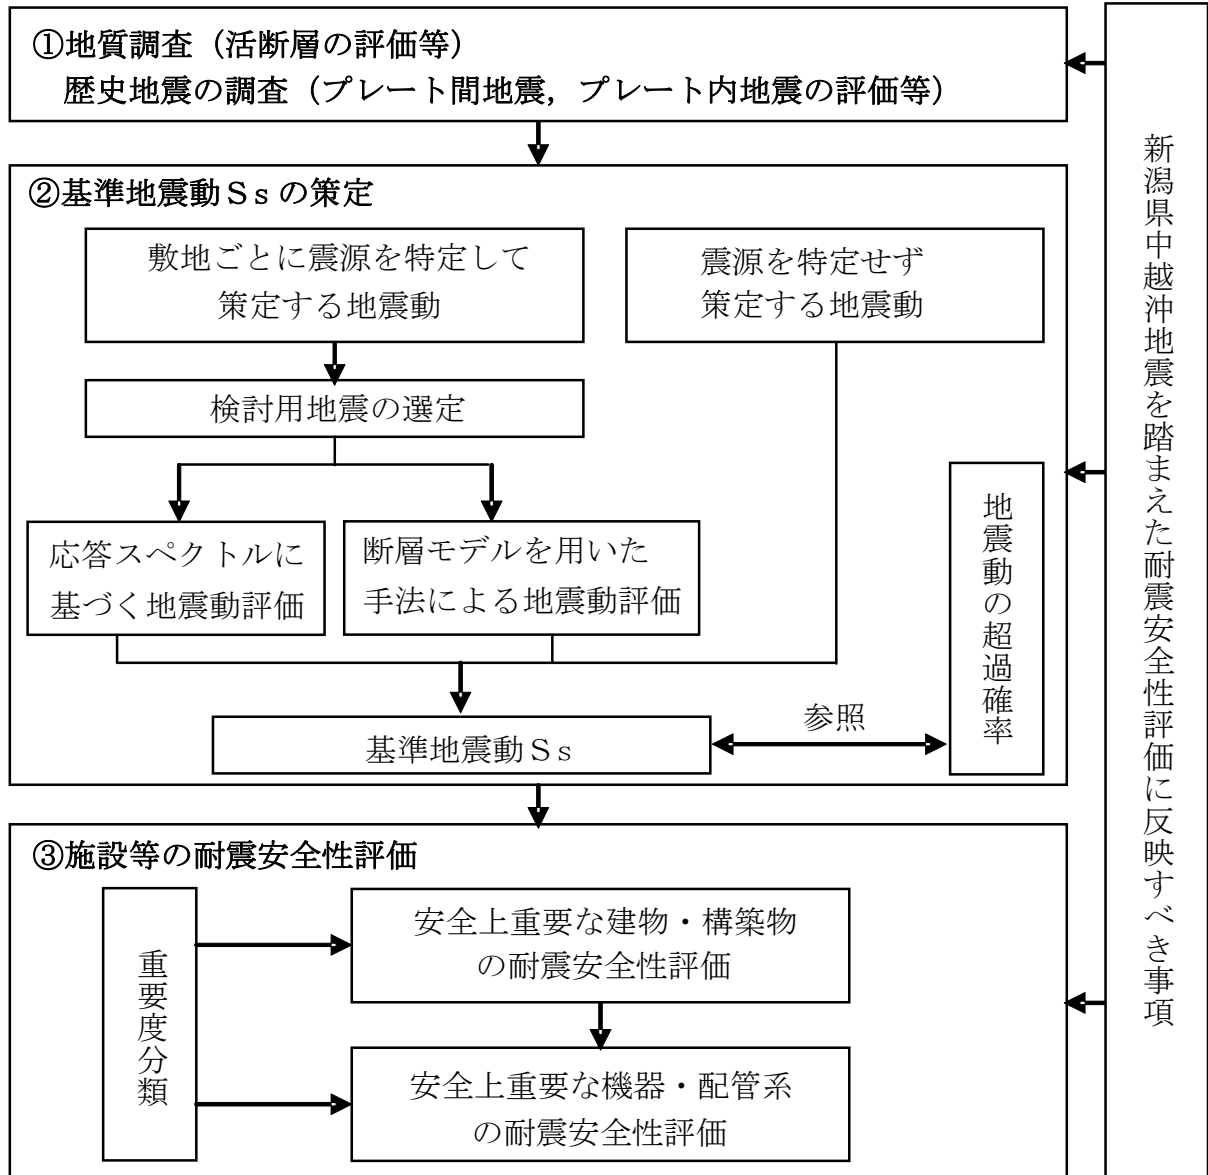 ①地質調査（活断層の評価等）
歴史地震の調査（プレート間地震，プレート内地震の評価等）
②基準地震動Ｓｓの策定
敷地ごとに震源を特定して
策定する地震動
震源を特定せず
策定する地震動
検討用地震の選定
応答スペクトルに
基づく地震動評価
断層モデルを用いた
手法による地震動評価
地震動の超過確率
参照
基準地震動Ｓｓ
③施設等の耐震安全性評価
重要度分類
安全上重要な建物・構築物
の耐震安全性評価
安全上重要な機器・配管系
の耐震安全性評価
新潟県中越沖地震を踏まえた耐震安全性評価に反映すべき事項